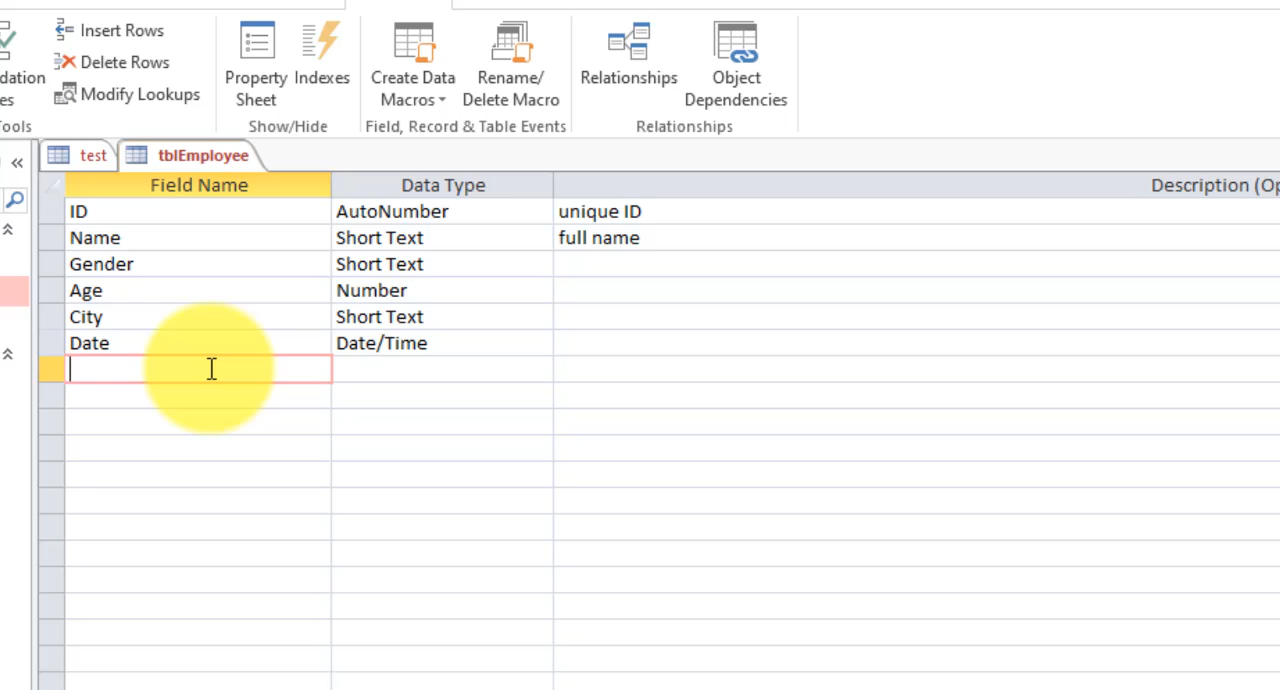 Insert Rows
Delete Rows
Modify Lookups
dation
es
ools
Property Sheet
Indexes
Show/Hide
Create Data Macros
Rename/ Delete Macro
Field, Record & Table Events
Relationships
Object Dependencies
Relationships
test
tblEmployee
Field Name Data Type Description (Op
ID AutoNumber unique ID
Name Short Text full name
Gender Short Text
Age Number
City Short Text
Date Date/Time